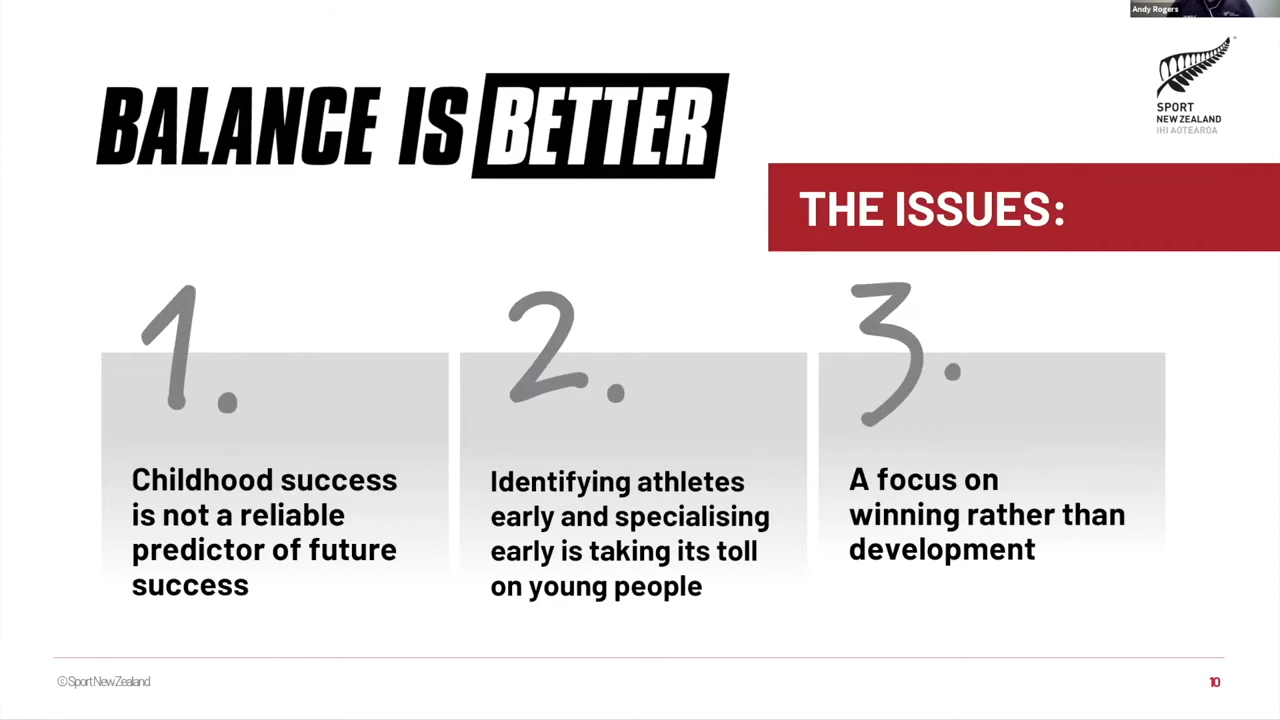 Andy Rogers
BALANCE IS BETTER
SPORT
NEW ZEALAND
IHI AOTEAROA
THE ISSUES:
1.
Childhood success
is not a reliable
predictor of future
success
2.
Identifying athletes
early and specialising
early is taking its toll
on young people
3.
A focus on
winning rather than
development
©Sport New Zealand
10